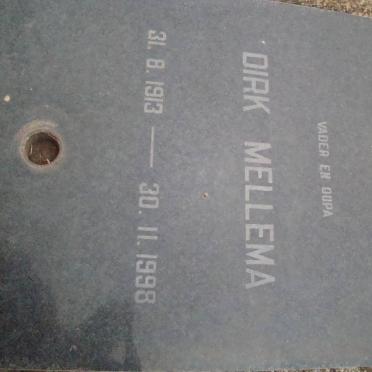 VADER EN OUPA
DIRK MELLEMA
31. 8. 1913 — 30. 11. 1998